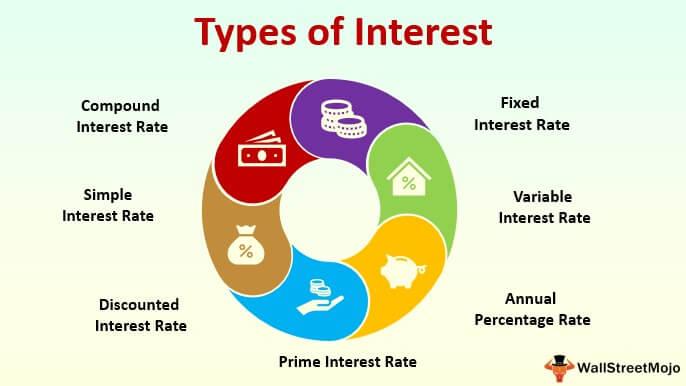 Types of Interest
Compound
Interest Rate
Fixed
Interest Rate
%
Simple
Interest Rate
Variable
Interest Rate
%
Discounted
Interest Rate
Annual
Percentage Rate
Prime Interest Rate
WallStreetMojo